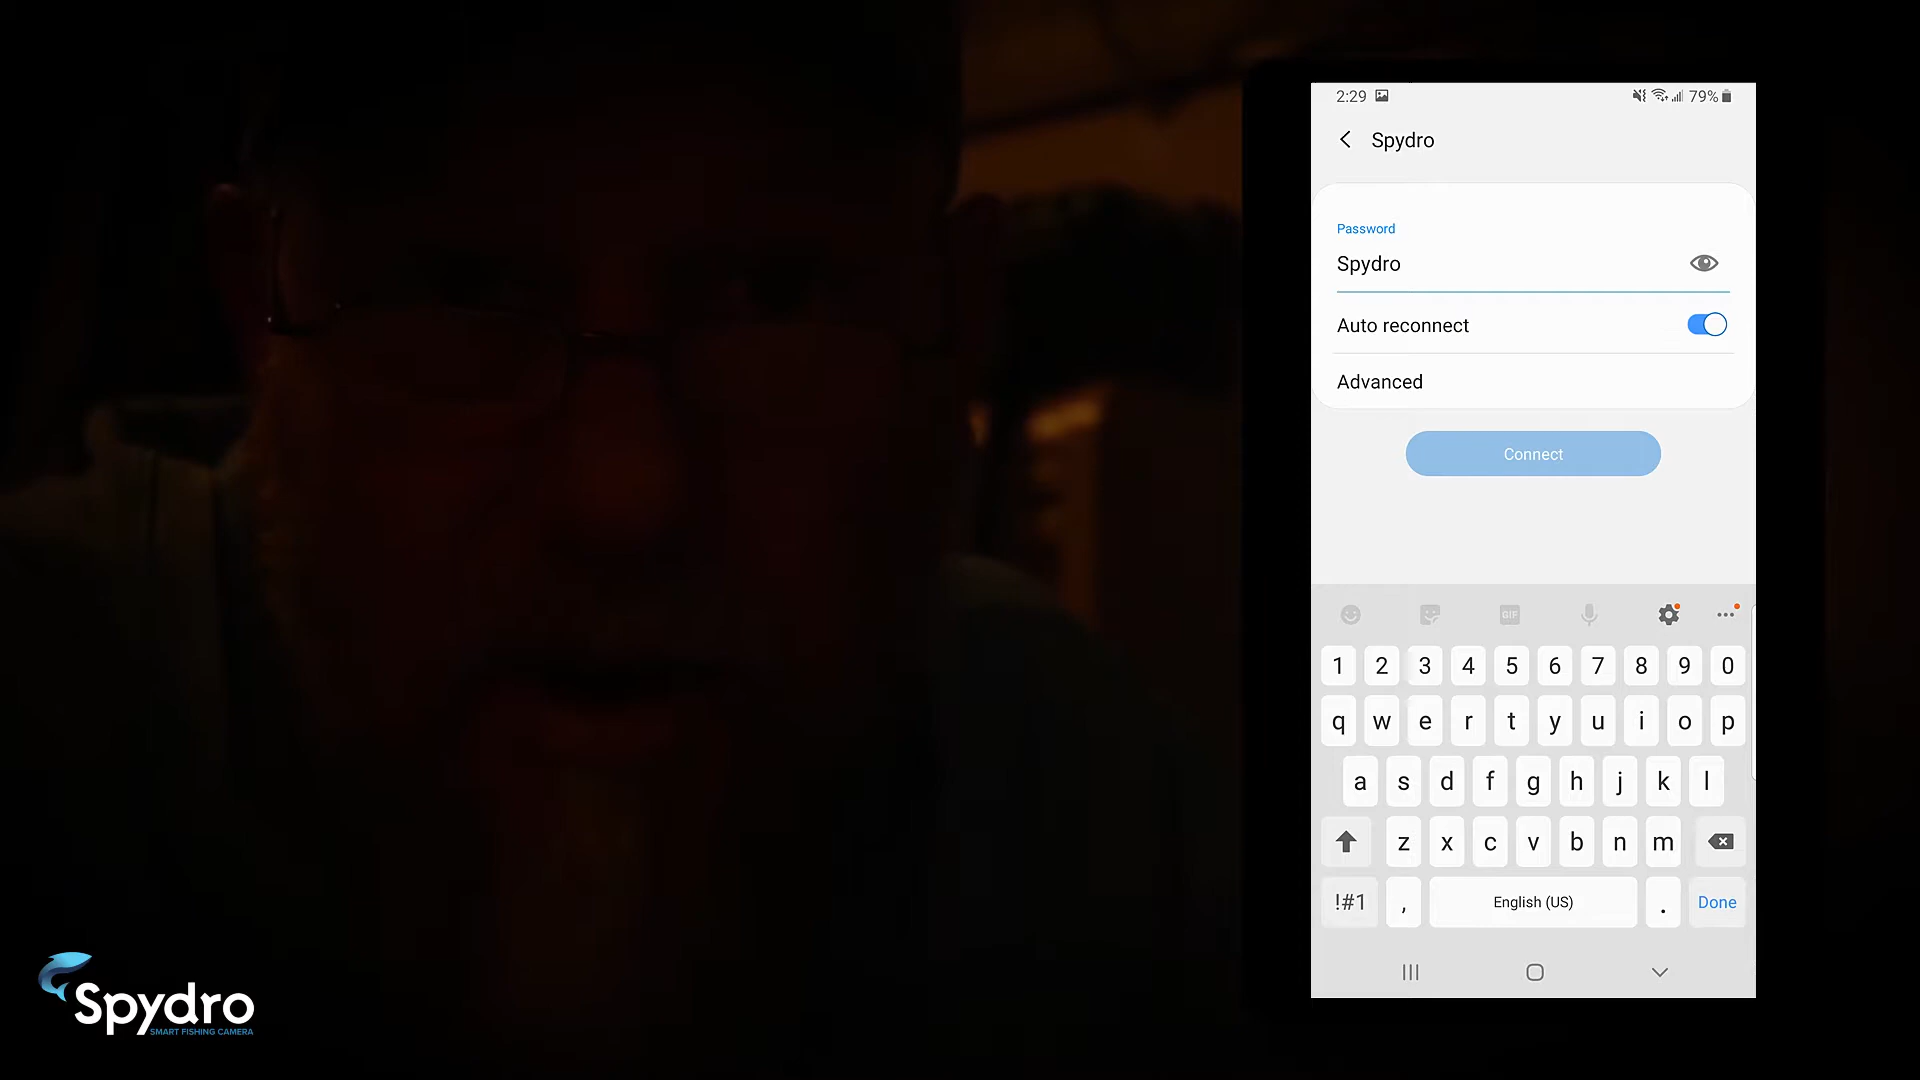 2:29 79%
Spydro
Password
Spydro
Auto reconnect
Advanced
Connect
GIF
1 2 3 4 5 6 7 8 9 0
q w e r t y u i o p
a s d f g h j k l
z x c v b n m
!#1 , English (US) . Done
Spydro
SMART FISHING CAMERA